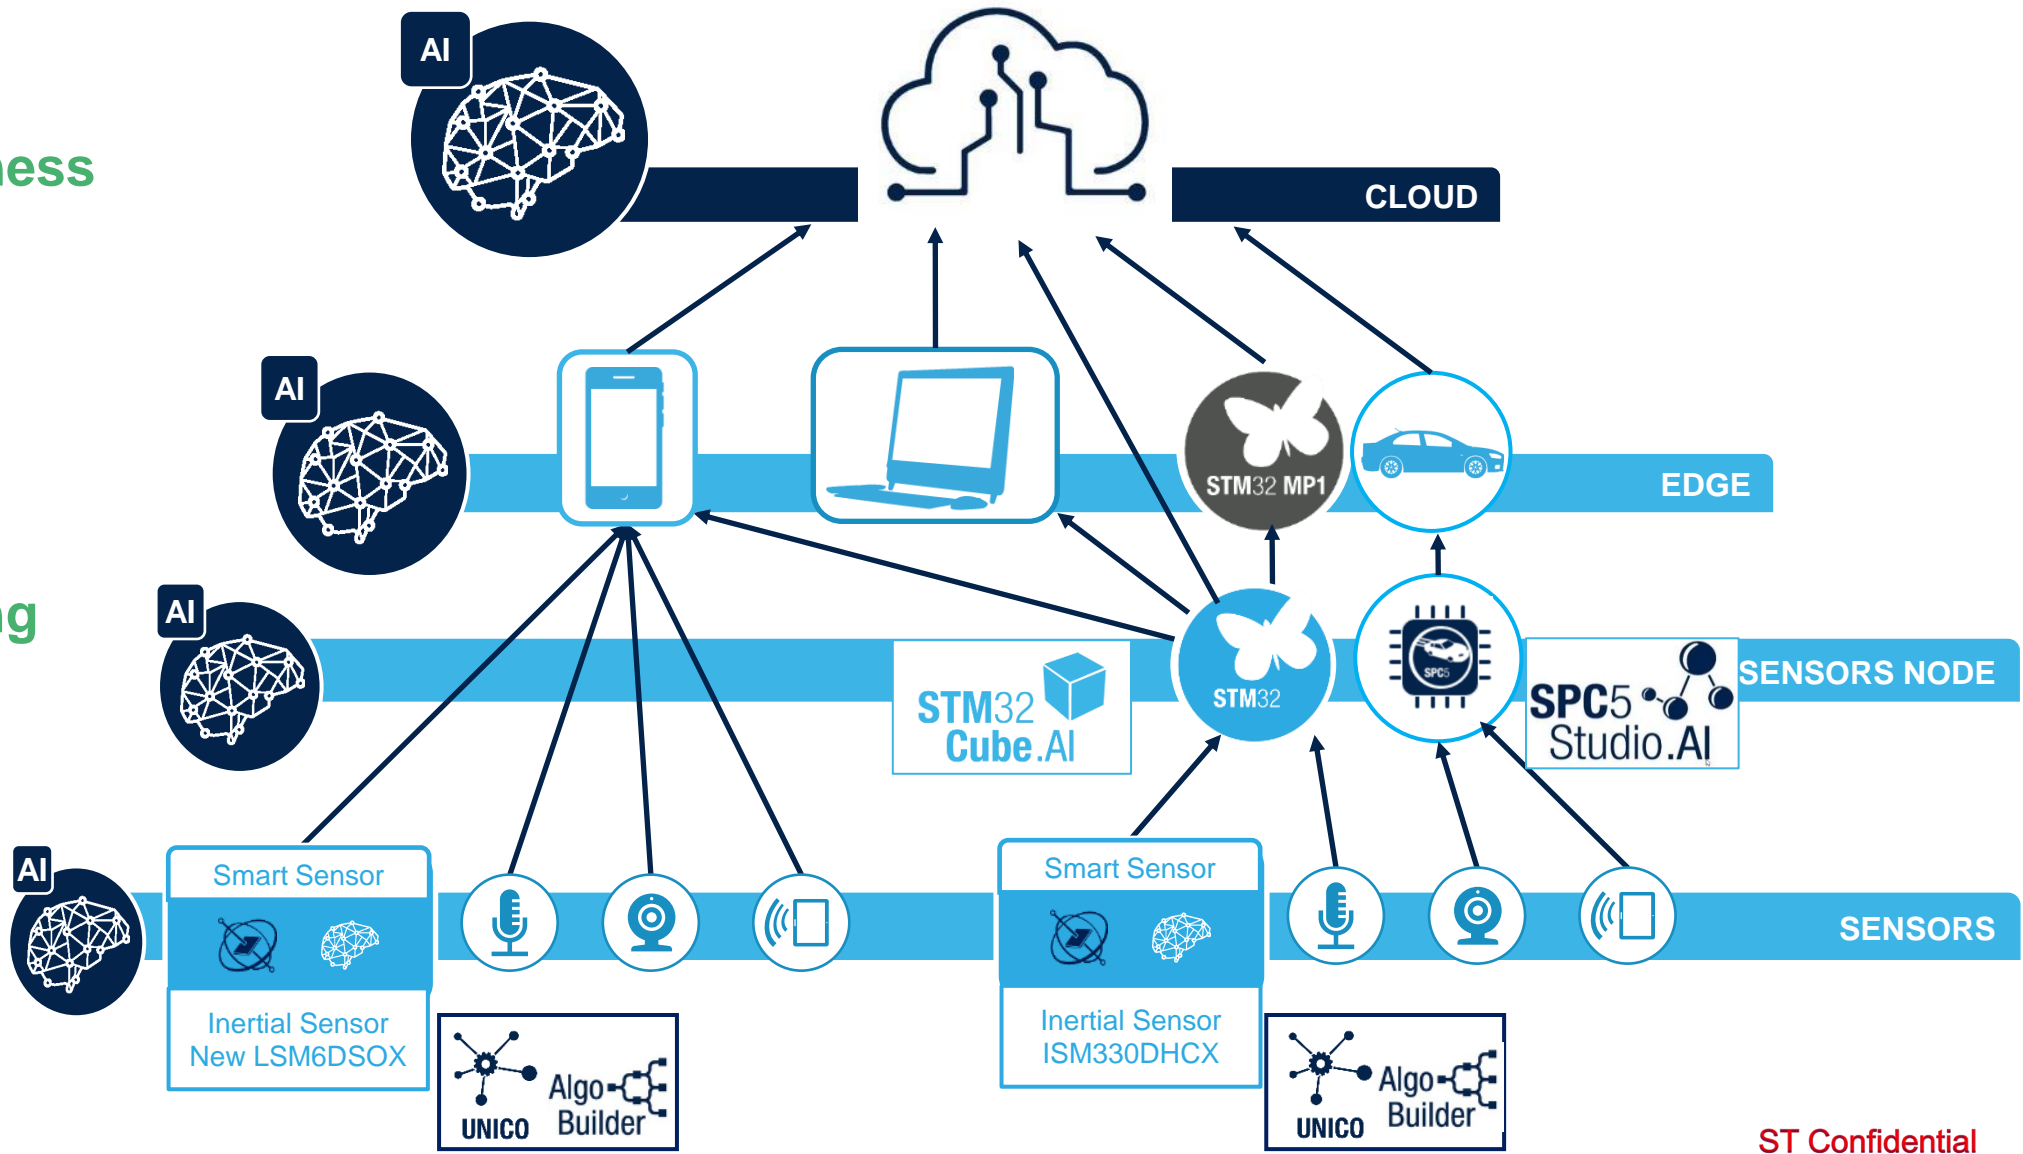 AI
ness
CLOUD
AI
STM32 MP1
EDGE
AI
ng
STM32
Cube.AI
STM32
SPC5
SPC5
Studio.AI
SENSORS NODE
AI
Smart Sensor
Inertial Sensor
New LSM6DSOX
Smart Sensor
Inertial Sensor
ISM330DHCX
SENSORS
UNICO
Algo
Builder
UNICO
Algo
Builder
ST Confidential